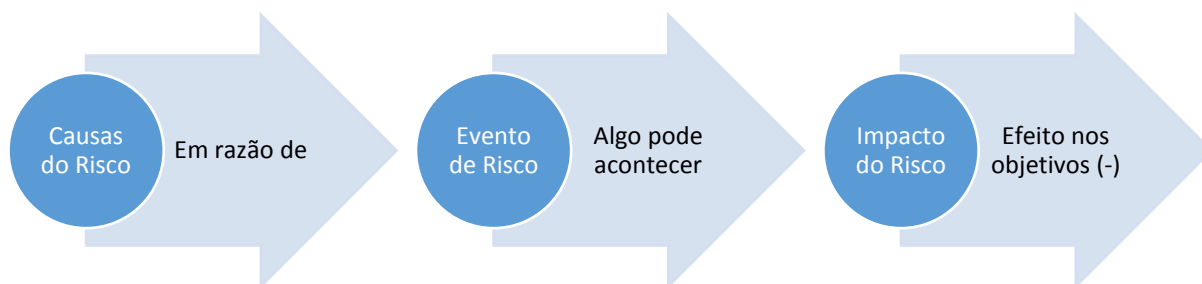 Causas
do Risco
Em razão de
Evento
de Risco
Algo pode
acontecer
Impacto
do Risco
Efeito nos
objetivos (-)